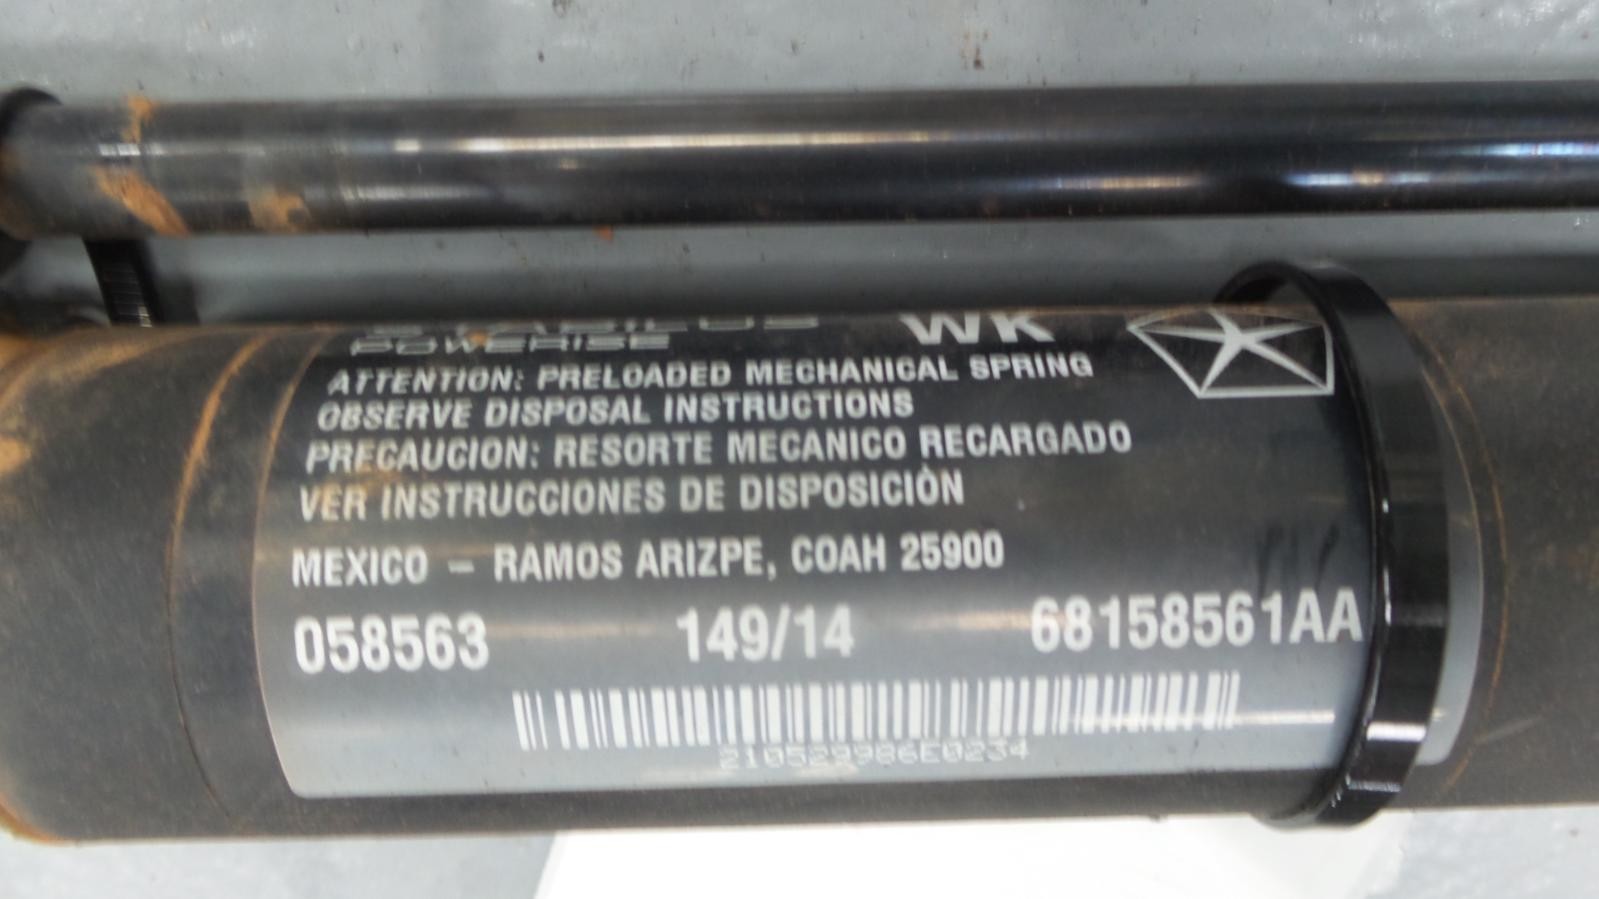 STABILUS WK
POWERISE
ATTENTION: PRELOADED MECHANICAL SPRING
OBSERVE DISPOSAL INSTRUCTIONS
PRECAUCION: RESORTE MECANICO RECARGADO
VER INSTRUCCIONES DE DISPOSICIÒN
MEXICO – RAMOS ARIZPE, COAH 25900
058563 149/14 68158561AA